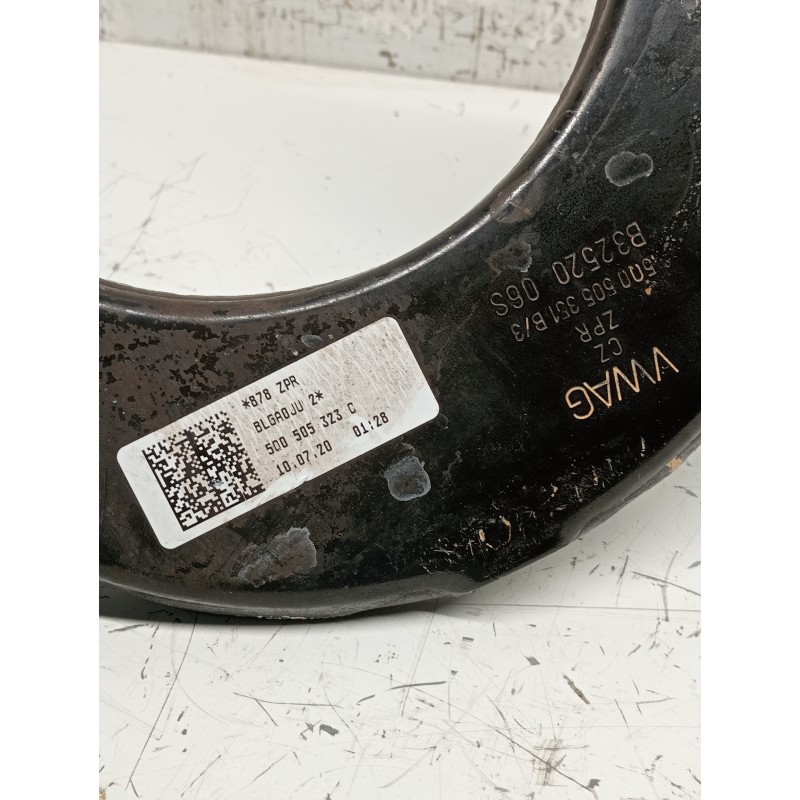 *878 ZPR
BLGA0JU 2*
5Q0 505 323 C
10.07.20 01:28
VWAG
CZ
ZPR
5Q0 505 351 B/3
B32520 06S